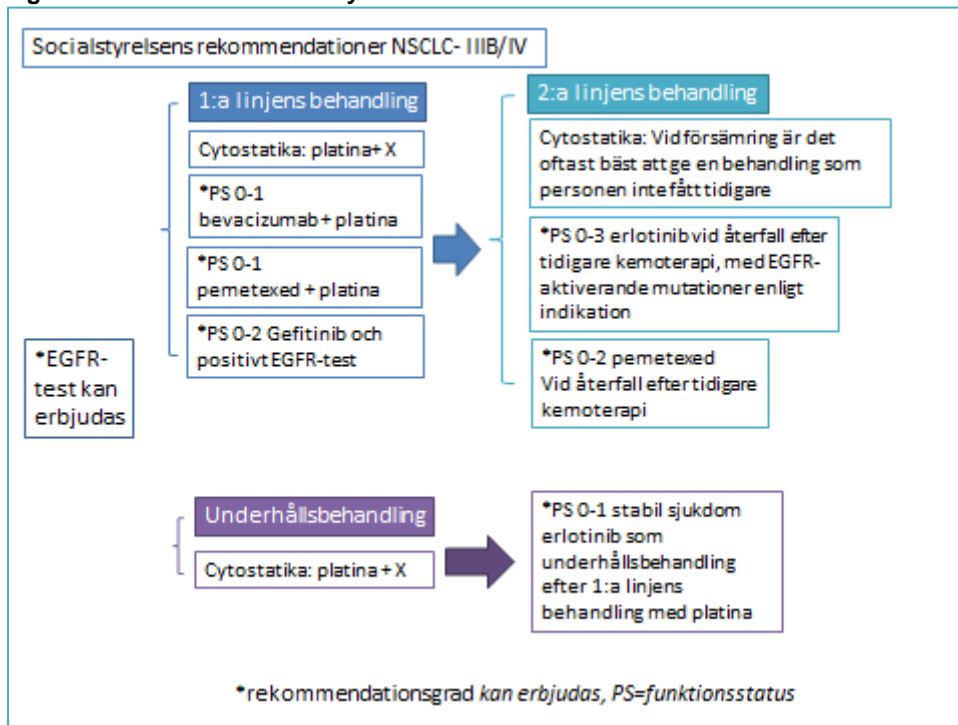 Socialstyrelsens rekommendationer NSCLC- IIIB/IV
1:a linjens behandling
Cytostatika: platina+ X
*PS 0-1
bevacizumab + platina
*PS 0-1
pemetexed + platina
*PS 0-2 Gefitinib och
positivt EGFR-test
*EGFR-
test kan
erbjudas
2:a linjens behandling
Cytostatika: Vid försämring är det
oftast bäst att ge en behandling som
personen inte fått tidigare
*PS 0-3 erlotinib vid återfall efter
tidigare kemoterapi, med EGFR-
aktiverande mutationer enligt
indikation
*PS 0-2 pemetexed
Vid återfall efter tidigare
kemoterapi
Underhållsbehandling
Cytostatika: platina + X
*PS 0-1 stabil sjukdom
erlotinib som
underhållsbehandling
efter 1:a linjens
behandling med platina
*rekommendationsgrad kan erbjudas, PS=funktionsstatus